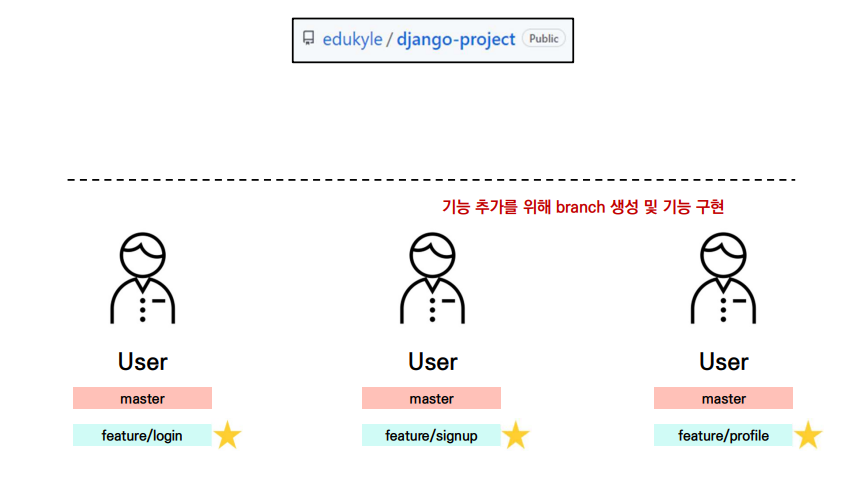 edukyle / django-project Public
기능 추가를 위해 branch 생성 및 기능 구현
User User User
master master master
feature/login feature/signup feature/profile